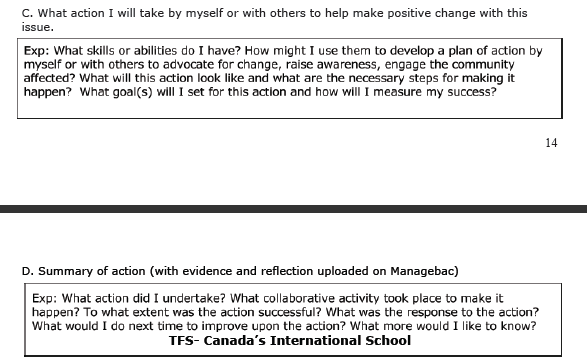 C. What action I will take by myself or with others to help make positive change with this
issue.
Exp: What skills or abilities do I have? How might I use them to develop a plan of action by
myself or with others to advocate for change, raise awareness, engage the community
affected? What will this action look like and what are the necessary steps for making it
happen?  What goal(s) will I set for this action and how will I measure my success?
14
D. Summary of action (with evidence and reflection uploaded on Managebac)
Exp: What action did I undertake? What collaborative activity took place to make it
happen? To what extent was the action successful? What was the response to the action?
What would I do next time to improve upon the action? What more would I like to know?
TFS- Canada's International School